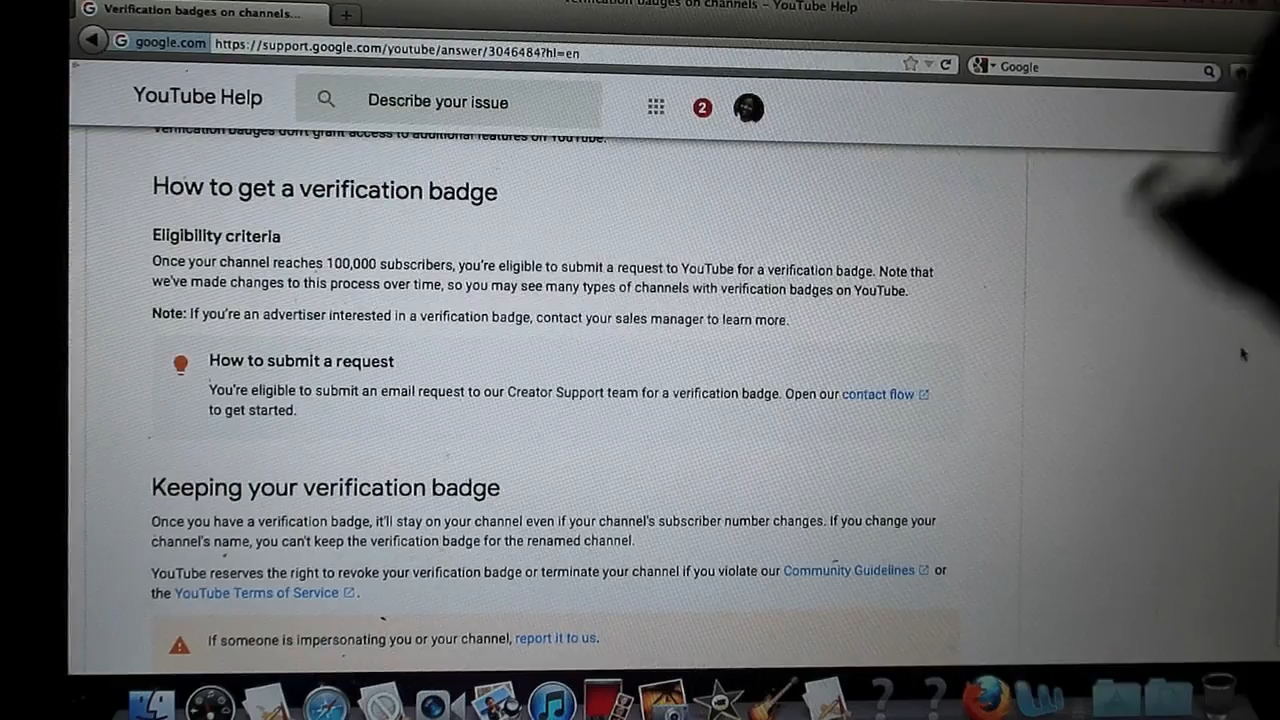 Verification badges on channels...
badges on channels – YouTube Help
google.com https://support.google.com/youtube/answer/3046484?hl=en
Google
YouTube Help
Describe your issue
2
Verification badges don't grant access to additional features on YouTube.
How to get a verification badge
Eligibility criteria
Once your channel reaches 100,000 subscribers, you're eligible to submit a request to YouTube for a verification badge. Note that
we've made changes to this process over time, so you may see many types of channels with verification badges on YouTube.
Note: If you're an advertiser interested in a verification badge, contact your sales manager to learn more.
How to submit a request
You're eligible to submit an email request to our Creator Support team for a verification badge. Open our contact flow
to get started.
Keeping your verification badge
Once you have a verification badge, it'll stay on your channel even if your channel's subscriber number changes. If you change your
channel's name, you can't keep the verification badge for the renamed channel.
YouTube reserves the right to revoke your verification badge or terminate your channel if you violate our Community Guidelines or
the YouTube Terms of Service.
If someone is impersonating you or your channel, report it to us.